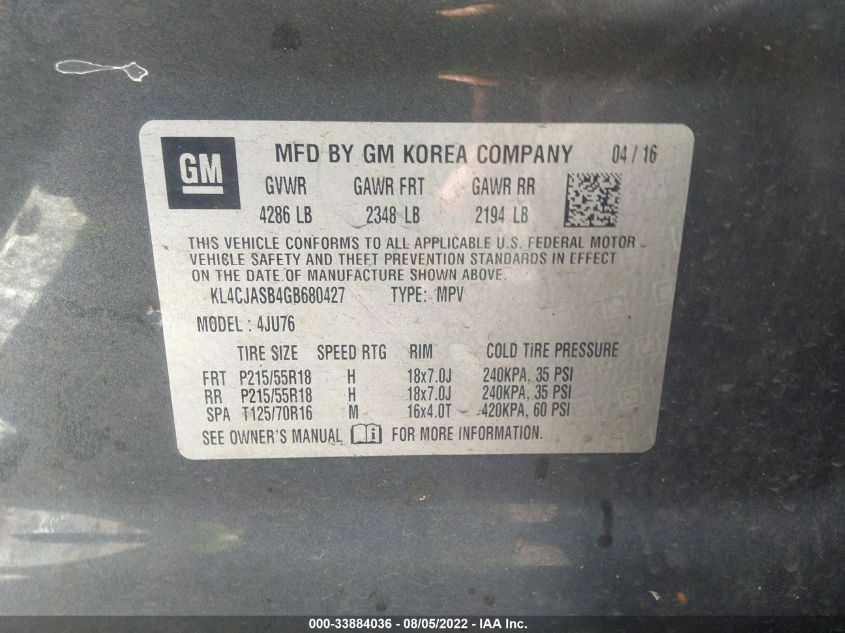 GM
MFD BY GM KOREA COMPANY 04 / 16
GVWR GAWR FRT GAWR RR
4286 LB 2348 LB 2194 LB
THIS VEHICLE CONFORMS TO ALL APPLICABLE U.S. FEDERAL MOTOR
VEHICLE SAFETY AND THEFT PREVENTION STANDARDS IN EFFECT
ON THE DATE OF MANUFACTURE SHOWN ABOVE.
KL4CJASB4GB680427 TYPE: MPV
MODEL : 4JU76
TIRE SIZE SPEED RTG RIM COLD TIRE PRESSURE
FRT P215/55R18 H 18x7.0J 240KPA, 35 PSI
RR P215/55R18 H 18x7.0J 240KPA, 35 PSI
SPA T125/70R16 M 16x4.0T 420KPA, 60 PSI
SEE OWNER'S MANUAL i FOR MORE INFORMATION.
000-33884036 - 08/05/2022 - IAA Inc.